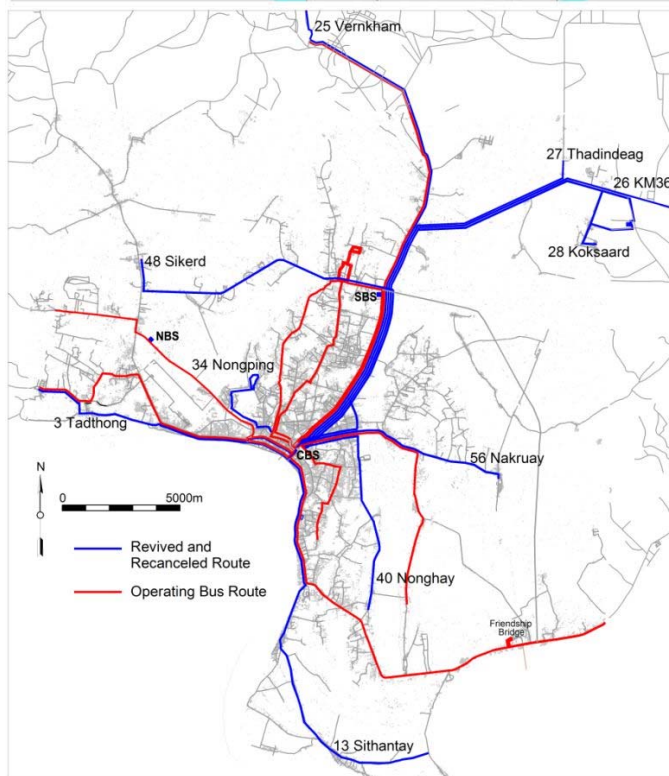 25 Vernkham
27 Thadindeag
26 KM36
28 Koksaard
48 Sikerd
SBS
NBS
34 Nongping
3 Tadthong
CBS
56 Nakruay
N
0 5000m
Revived and
Recanceled Route
40 Nonghay
Operating Bus Route
Friendship
Bridge
13 Sithantay